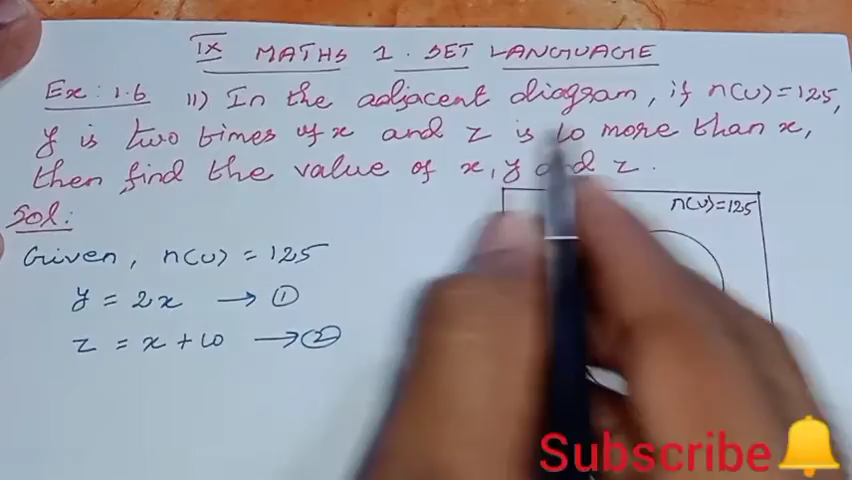 IX MATHS 1. SET LANGUAGE
Ex: 1.6 11) In the adjacent diagram, if n(U) = 125,
y is two times of x and z is 10 more than x,
then find the value of x, y and z.
n(U) = 125
Sol:
Given, n(U) = 125
y = 2x → ①
z = x + 10 → ②
Subscribe